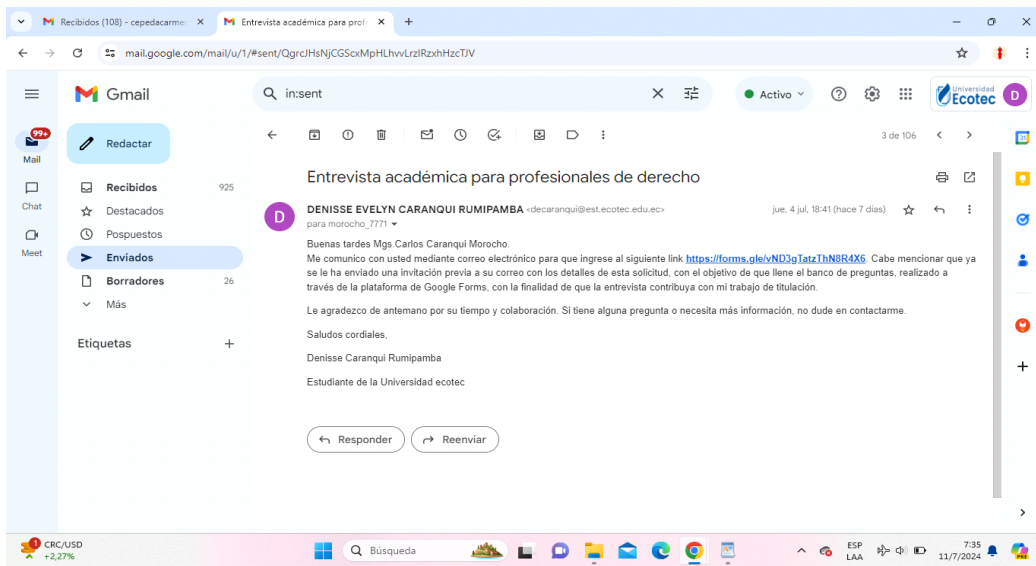 Recibidos (108) - cepedacarme
Entrevista académica para prof
mail.google.com/mail/u/1/#sent/QgrcJHsNjCGScxMpHLhvvLrzlRzxhHzcTJV
Gmail
in:sent
Activo
Universidad
Ecotec
D
99+
Mail
Redactar
3 de 106
Chat
Meet
Recibidos 925
Destacados
Pospuestos
Enviados
Borradores 26
Más
Etiquetas
Entrevista académica para profesionales de derecho
D
DENISSE EVELYN CARANQUI RUMIPAMBA <decaranqui@est.ecotec.edu.ec> jue, 4 jul, 18:41 (hace 7 días)
para morocho_7771
Buenas tardes Mgs.Carlos Caranqui Morocho.
Me comunico con usted mediante correo electrónico para que ingrese al siguiente link https://forms.gle/vND3gTatzThN8R4X6. Cabe mencionar que ya
se le ha enviado una invitación previa a su correo con los detalles de esta solicitud, con el objetivo de que llene el banco de preguntas, realizado a
través de la plataforma de Google Forms, con la finalidad de que la entrevista contribuya con mi trabajo de titulación.
Le agradezco de antemano por su tiempo y colaboración. Si tiene alguna pregunta o necesita más información, no dude en contactarme.
Saludos cordiales,
Denisse Caranqui Rumipamba
Estudiante de la Universidad ecotec
Responder
Reenviar
1
CRC/USD
+2,27%
Búsqueda
ESP
LAA
7:35
11/7/2024